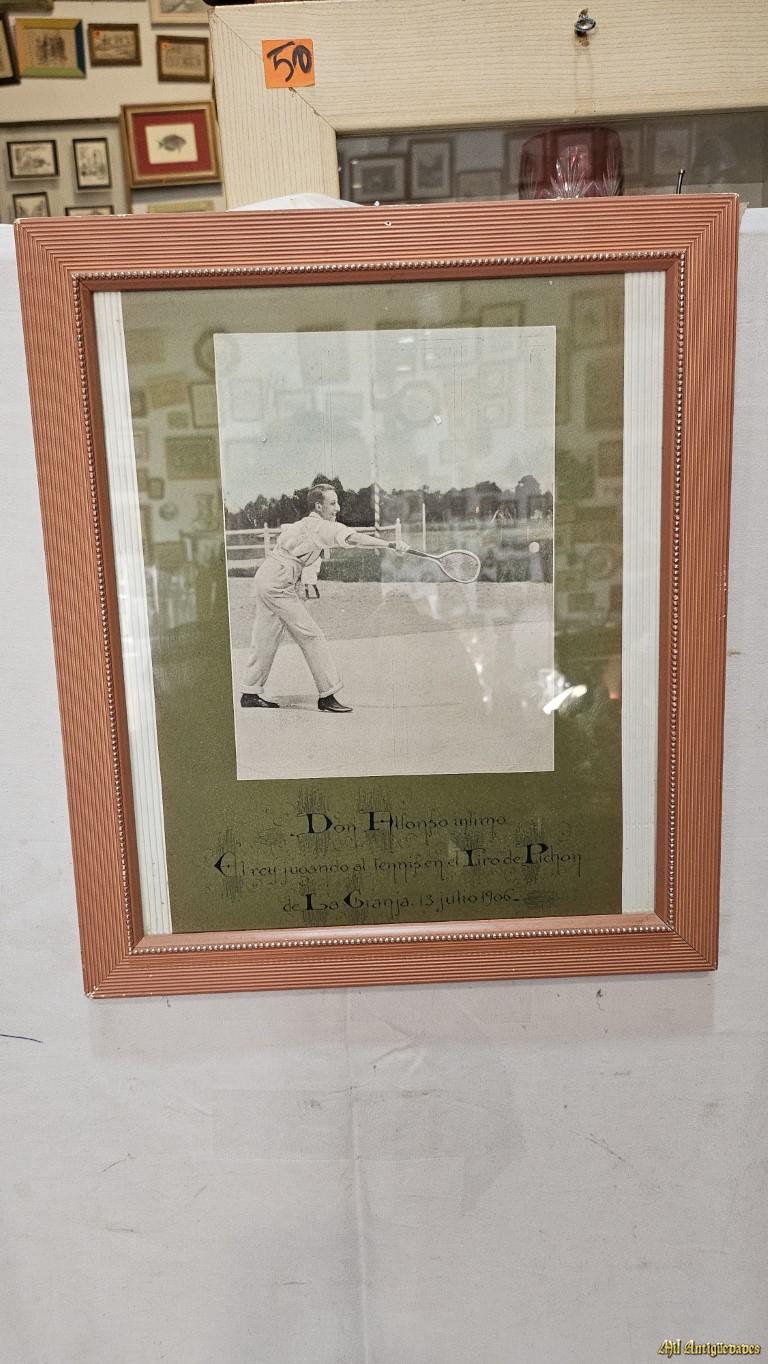 50
Don Alfonso intimo
El rey jugando al Tennis en el Tiro de Pichon
de La Granja. 13 julio 1906.
Mil Antigüedades